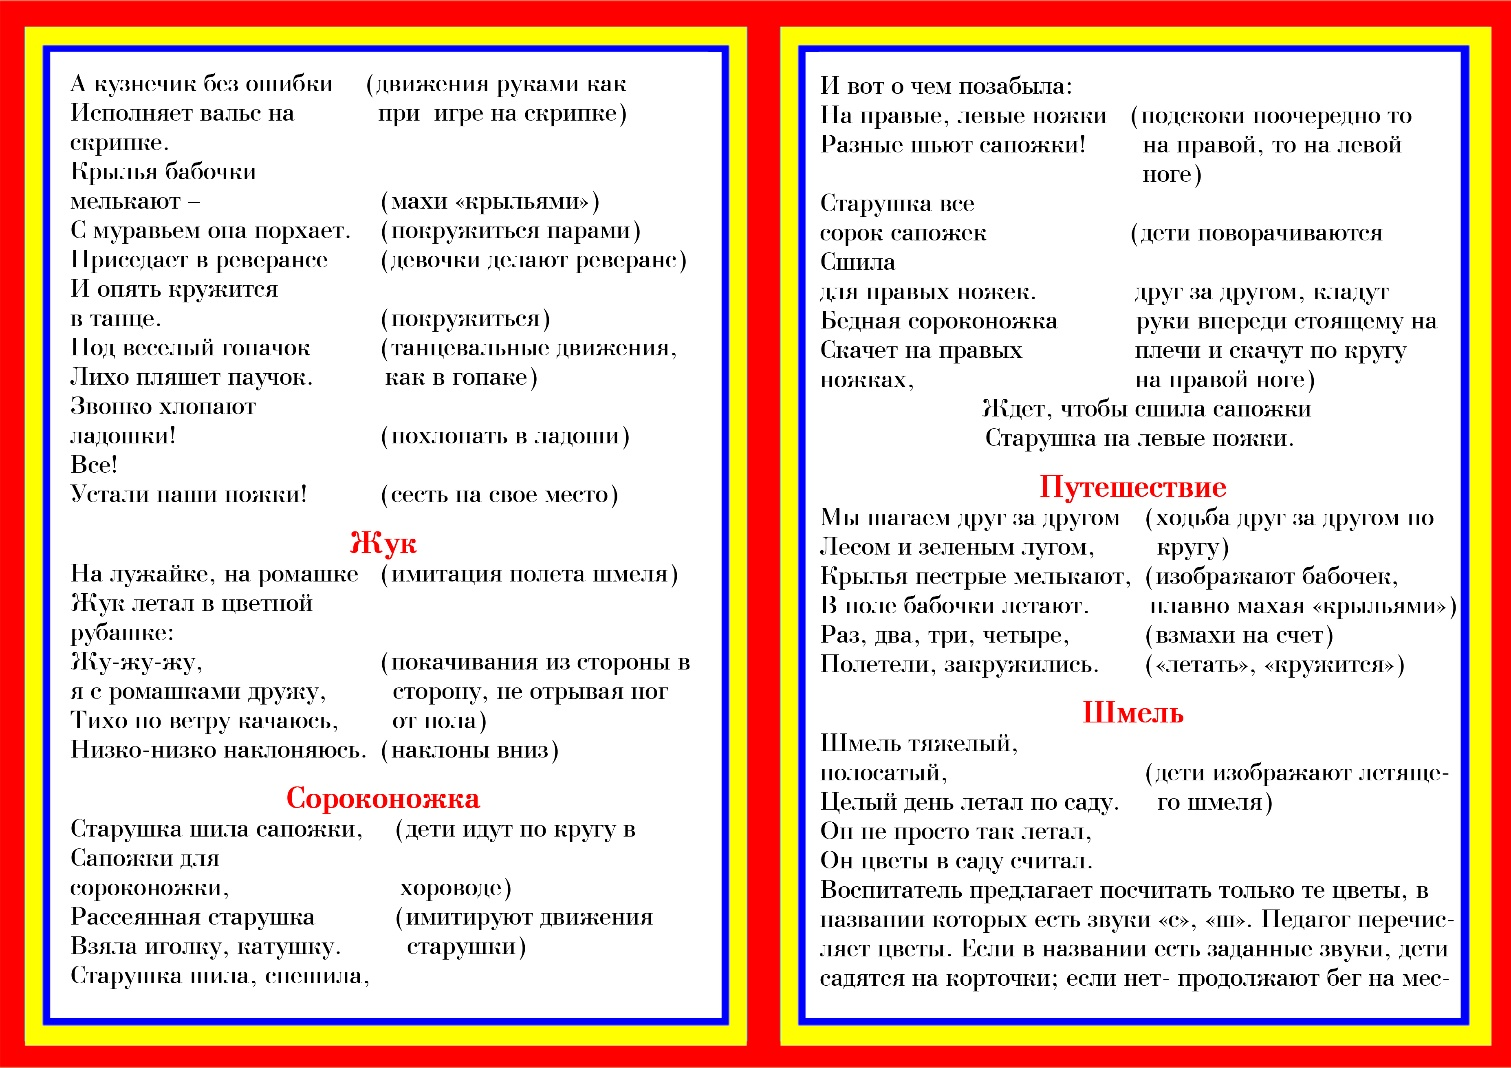 А кузнечик без ошибки (движения руками как
Исполняет вальс на при игре на скрипке)
скрипке.
Крылья бабочки
мелькают – (махи «крыльями»)
С муравьем она порхает. (покружиться парами)
Приседает в реверансе (девочки делают реверанс)
И опять кружится
в танце. (покружиться)
Под веселый гопачок (танцевальные движения,
Лихо пляшет паучок. как в гопаке)
Звонко хлопают
ладошки! (похлопать в ладоши)
Все!
Устали наши ножки! (сесть на свое место)
Жук
На лужайке, на ромашке (имитация полета шмеля)
Жук летал в цветной
рубашке:
Жу-жу-жу, (покачивания из стороны в
я с ромашками дружу, сторону, не отрывая ног
Тихо по ветру качаюсь, от пола)
Низко-низко наклоняюсь. (наклоны вниз)
Сороконожка
Старушка шила сапожки, (дети идут по кругу в
Сапожки для
сороконожки, хороводе)
Рассеянная старушка (имитируют движения
Взяла иголку, катушку. старушки)
Старушка шила, спешила,
И вот о чем позабыла:
На правые, левые ножки (подскоки поочередно то
Разные шьют сапожки! на правой, то на левой
ноге)
Старушка все
сорок сапожек (дети поворачиваются
Сшила
для правых ножек. друг за другом, кладут
Бедная сороконожка руки впереди стоящему на
Скачет на правых плечи и скачут по кругу
ножках, на правой ноге)
Ждет, чтобы сшила сапожки
Старушка на левые ножки.
Путешествие
Мы шагаем друг за другом (ходьба друг за другом по
Лесом и зеленым лугом, кругу)
Крылья пестрые мелькают, (изображают бабочек,
В поле бабочки летают. плавно махая «крыльями»)
Раз, два, три, четыре, (взмахи на счет)
Полетели, закружились. («летать», «кружится»)
Шмель
Шмель тяжелый,
полосатый, (дети изображают летяще-
Целый день летал по саду. го шмеля)
Он не просто так летал,
Он цветы в саду считал.
Воспитатель предлагает посчитать только те цветы, в
названии которых есть звуки «с», «ш». Педагог перечис-
ляет цветы. Если в названии есть заданные звуки, дети
садятся на корточки; если нет- продолжают бег на мес-